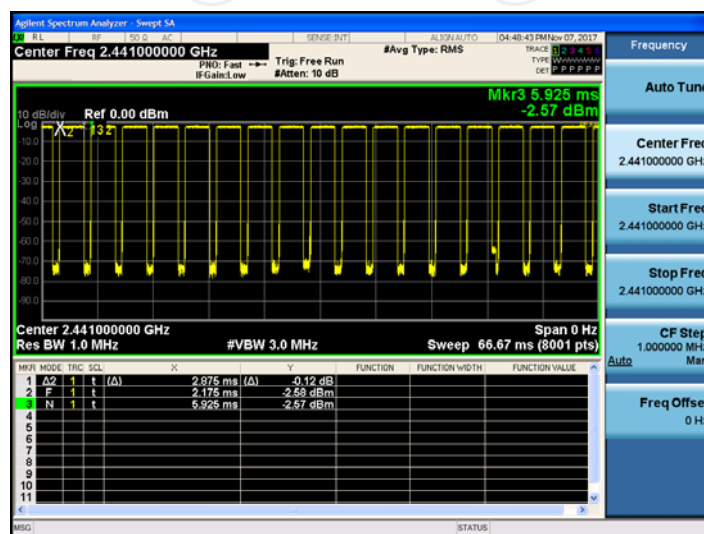 Agilent Spectrum Analyzer - Swept SA
RL RF 50 Ω AC SENSE:INT ALIGN AUTO 04:48:43 PM Nov 07, 2017
Center Freq 2.441000000 GHz #Avg Type: RMS TRACE 1 2 3 4 5 6
PNO: Fast Trig: Free Run TYPE
IFGain:Low #Atten: 10 dB DET P P P P P P
Mkr3 5.925 ms
-2.57 dBm
10 dB/div Ref 0.00 dBm
Log
X2 1 3 2
-10.0
-20.0
-30.0
-40.0
-50.0
-60.0
-70.0
-80.0
-90.0
Center 2.441000000 GHz Span 0 Hz
Res BW 1.0 MHz #VBW 3.0 MHz Sweep 66.67 ms (8001 pts)
MKR MODE TRC SCL X Y FUNCTION FUNCTION WIDTH FUNCTION VALUE
1 Δ2 1 t (Δ) 2.875 ms (Δ) -0.12 dB
2 F 1 t 2.175 ms -2.58 dBm
3 N 1 t 5.925 ms -2.57 dBm
4
5
6
7
8
9
10
11
MSG STATUS
Frequency
Auto Tune
Center Freq
2.441000000 GHz
Start Freq
2.441000000 GHz
Stop Freq
2.441000000 GHz
CF Step
1.000000 MHz
Auto Man
Freq Offset
0 Hz